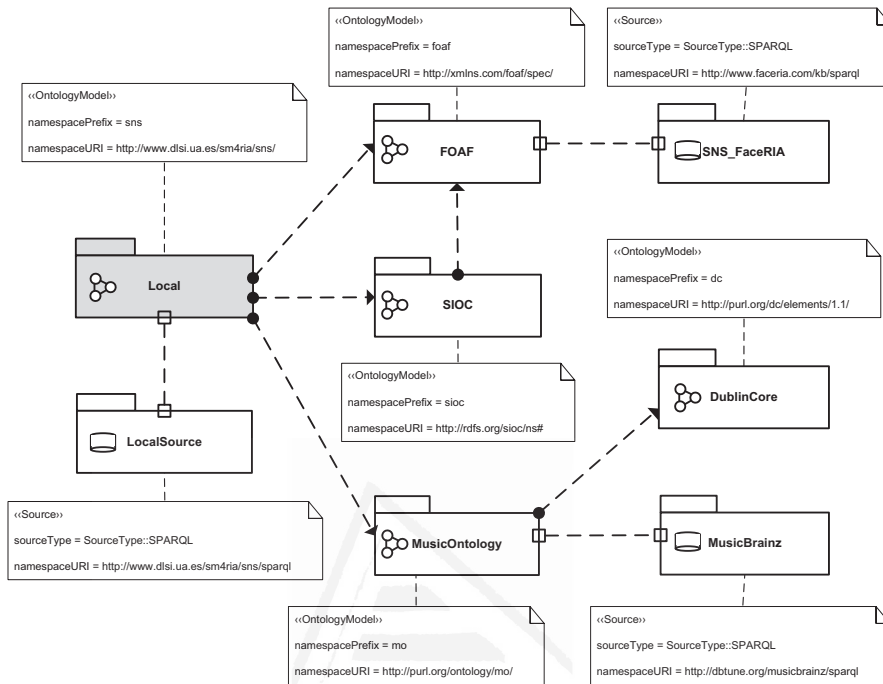 ‹‹OntologyModel››
namespacePrefix = foaf
namespaceURI = http://xmlns.com/foaf/spec/
‹‹Source››
sourceType = SourceType::SPARQL
namespaceURI = http://www.faceria.com/kb/sparql
‹‹OntologyModel››
namespacePrefix = sns
namespaceURI = http://www.dlsi.ua.es/sm4ria/sns/
FOAF
SNS_FaceRIA
‹‹OntologyModel››
namespacePrefix = dc
namespaceURI = http://purl.org/dc/elements/1.1/
Local
SIOC
‹‹OntologyModel››
namespacePrefix = sioc
namespaceURI = http://rdfs.org/sioc/ns#
DublinCore
LocalSource
‹‹Source››
sourceType = SourceType::SPARQL
namespaceURI = http://www.dlsi.ua.es/sm4ria/sns/sparql
MusicOntology
MusicBrainz
‹‹OntologyModel››
namespacePrefix = mo
namespaceURI = http://purl.org/ontology/mo/
‹‹Source››
sourceType = SourceType::SPARQL
namespaceURI = http://dbtune.org/musicbrainz/sparql